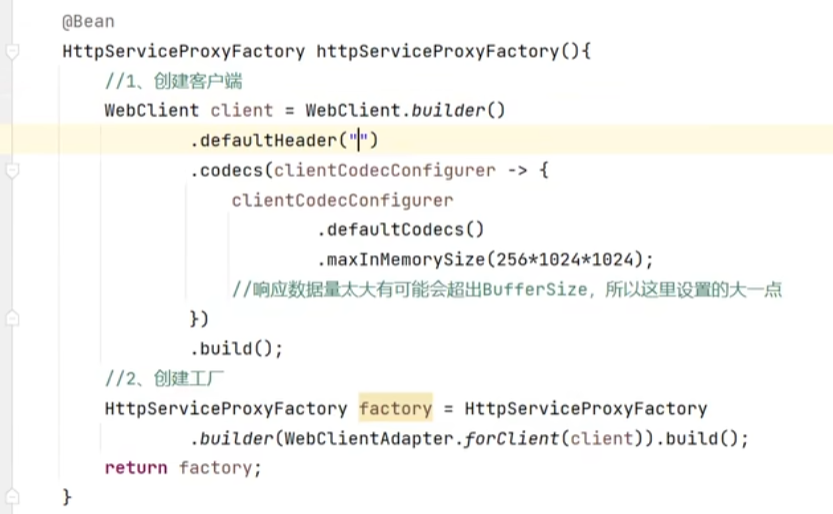 @Bean
HttpServiceProxyFactory httpServiceProxyFactory(){
//1、创建客户端
WebClient client = WebClient.builder()
.defaultHeader("")
.codecs(clientCodecConfigurer -> {
clientCodecConfigurer
.defaultCodecs()
.maxInMemorySize(256*1024*1024);
//响应数据量太大有可能会超出BufferSize，所以这里设置的大一点
})
.build();
//2、创建工厂
HttpServiceProxyFactory factory = HttpServiceProxyFactory
.builder(WebClientAdapter.forClient(client)).build();
return factory;
}